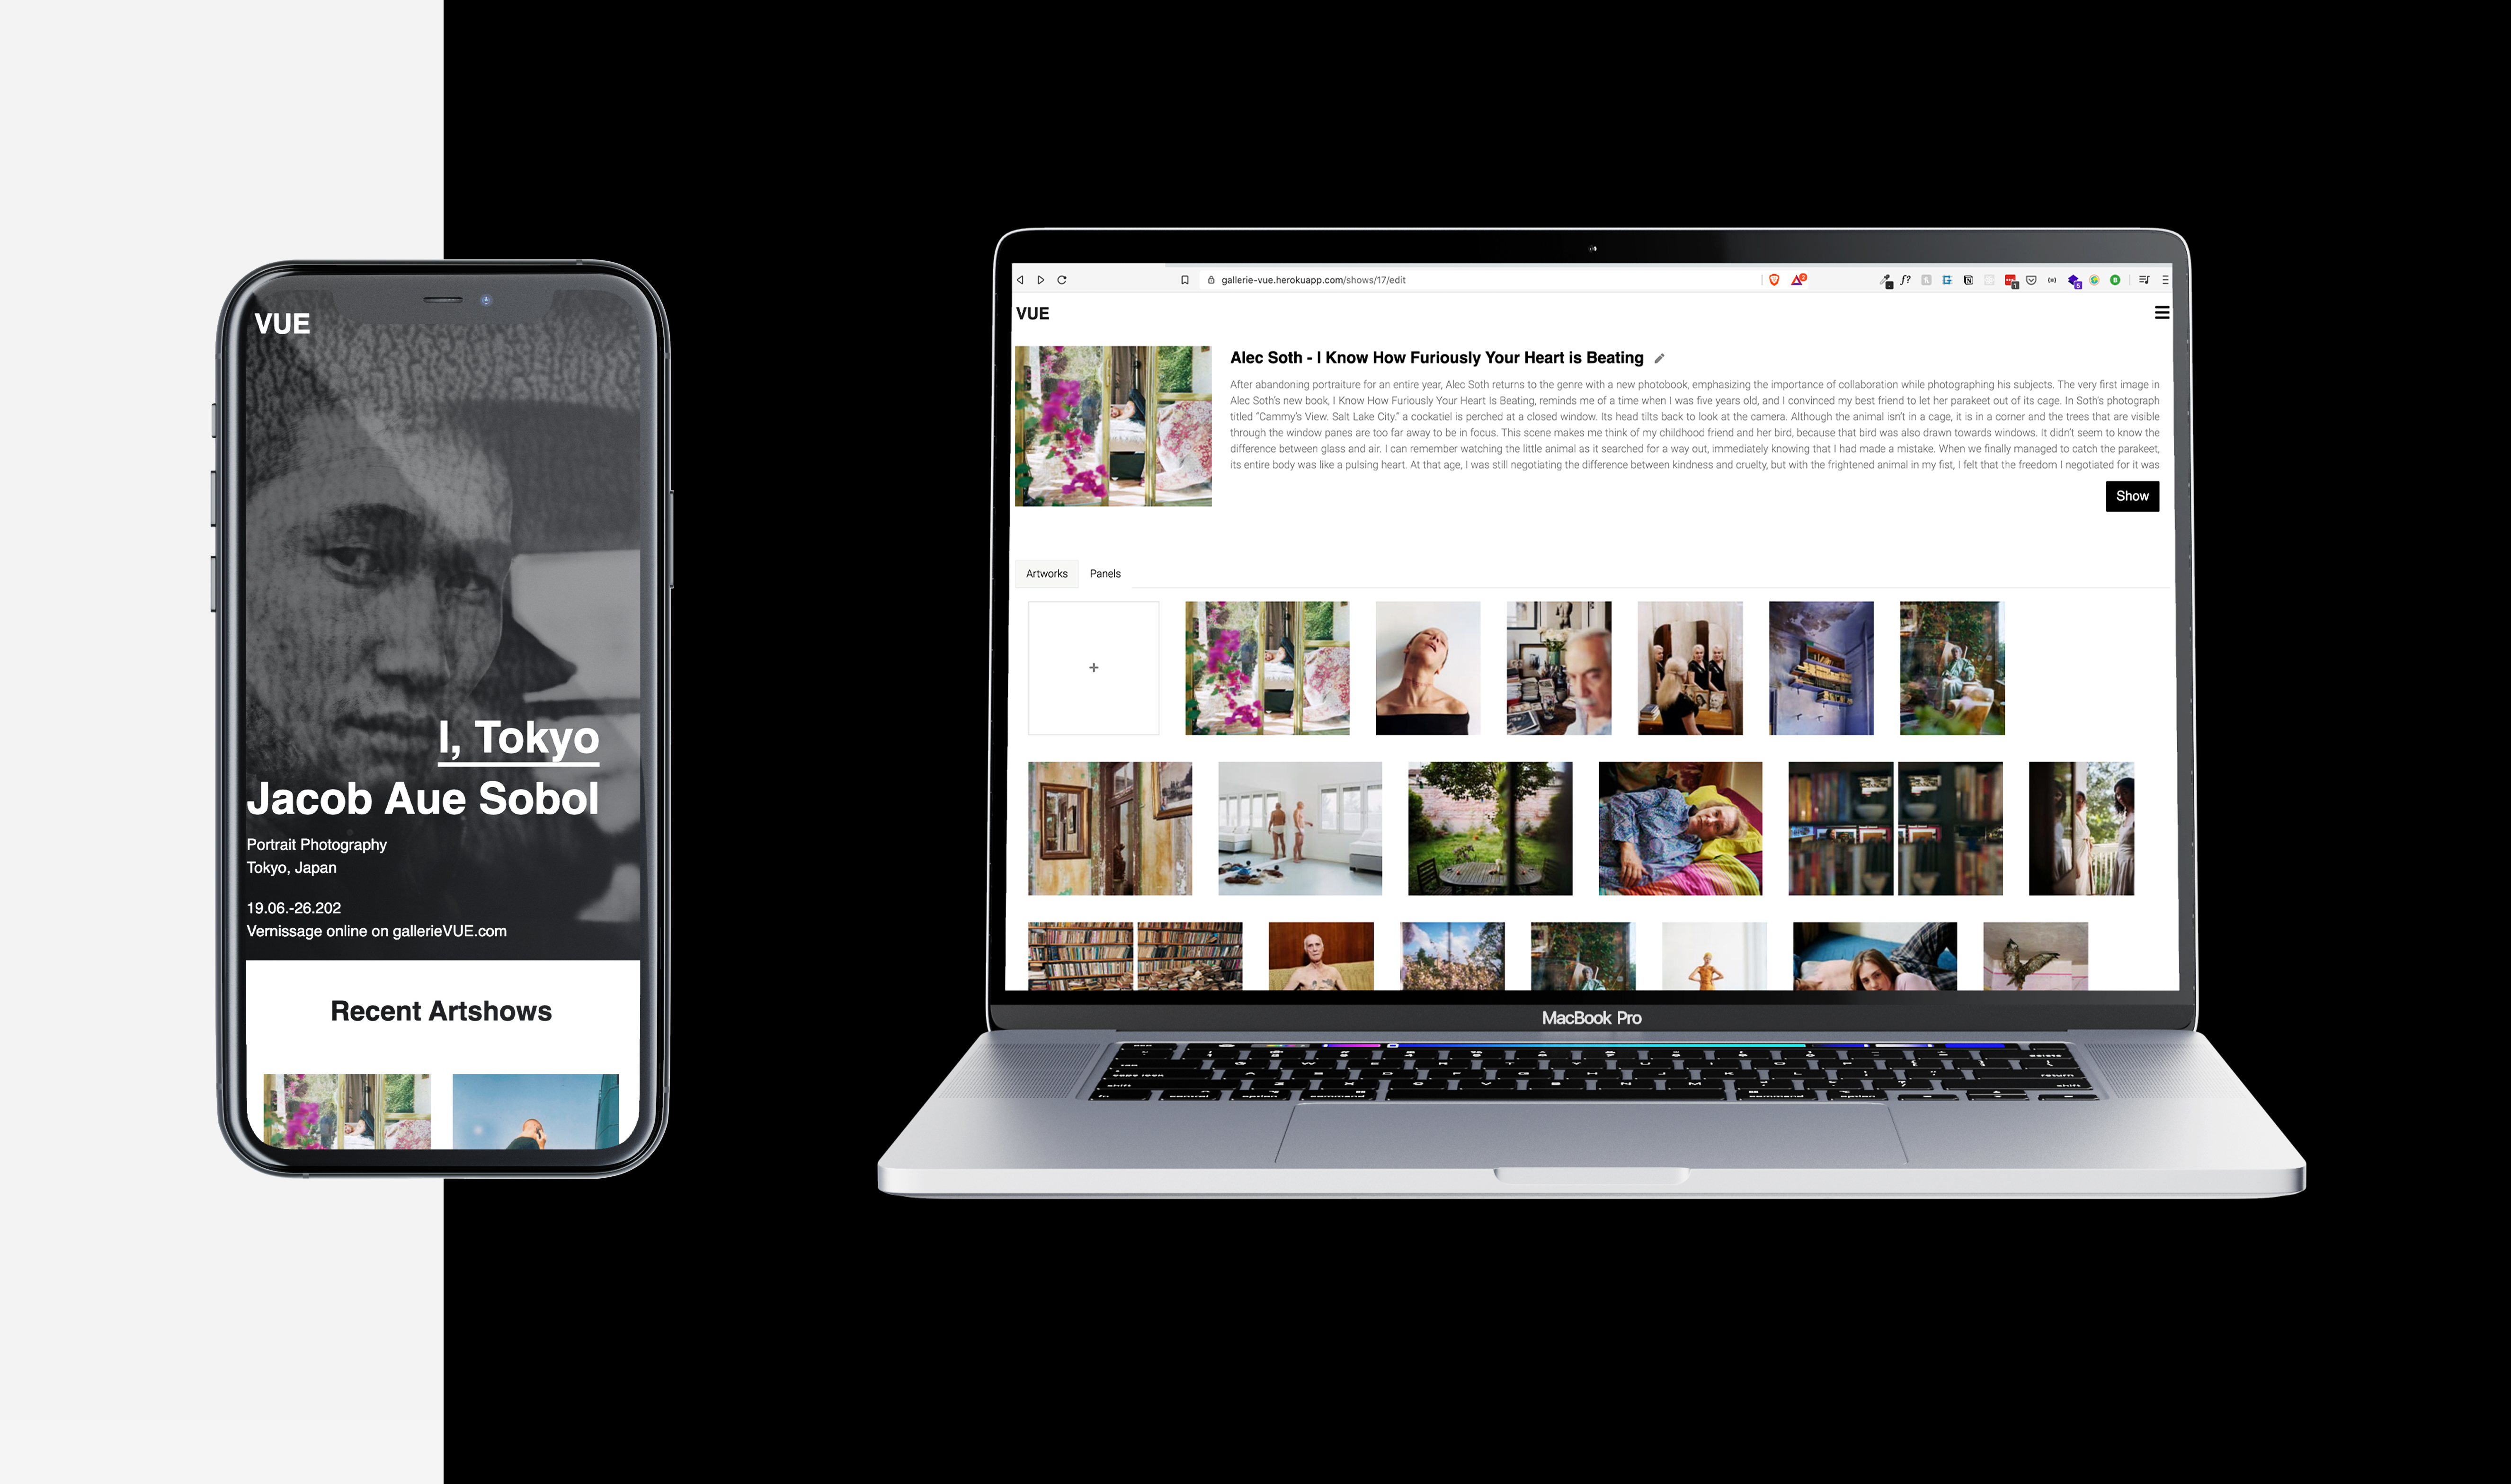 VUE
I, Tokyo
Jacob Aue Sobol
Portrait Photography
Tokyo, Japan
19.06.-26.202
Vernissage online on gallerieVUE.com
Recent Artshows
gallerie-vue.herokuapp.com/shows/17/edit
VUE
Alec Soth - I Know How Furiously Your Heart is Beating
After abandoning portraiture for an entire year, Alec Soth returns to the genre with a new photobook, emphasizing the importance of collaboration while photographing his subjects. The very first image in
Alec Soth's new book, I Know How Furiously Your Heart Is Beating, reminds me of a time when I was five years old, and I convinced my best friend to let her parakeet out of its cage. In Soth's photograph
titled “Cammy's View. Salt Lake City.” a cockatiel is perched at a closed window. Its head tilts back to look at the camera. Although the animal isn't in a cage, it is in a corner and the trees that are visible
through the window panes are too far away to be in focus. This scene makes me think of my childhood friend and her bird, because that bird was also drawn towards windows. It didn't seem to know the
difference between glass and air. I can remember watching the little animal as it searched for a way out, immediately knowing that I had made a mistake. When we finally managed to catch the parakeet,
its entire body was like a pulsing heart. At that age, I was still negotiating the difference between kindness and cruelty, but with the frightened animal in my fist, I felt that the freedom I negotiated for it was
Show
Artworks
Panels
+
MacBook Pro
delete
return
shift
shift
fn
control
option
command
command
option